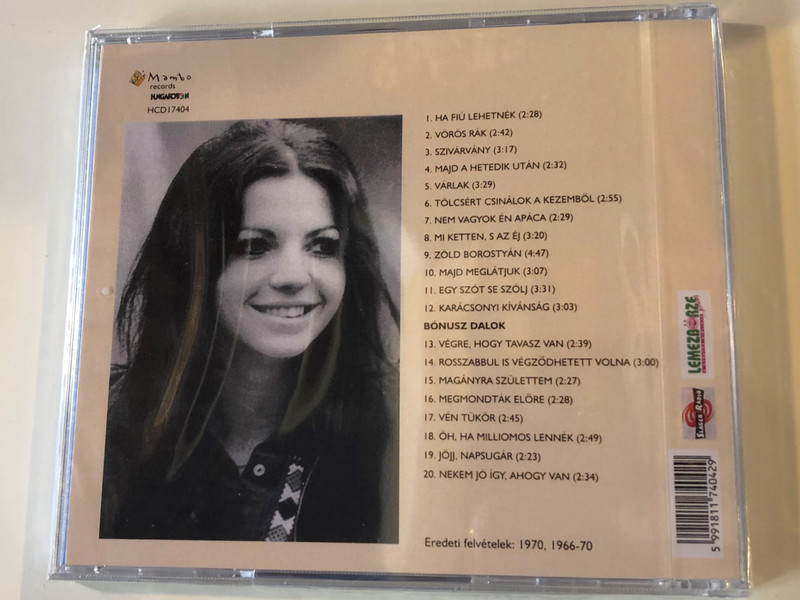 Mambo
records
HUNGAROTON
HCD17404
1. HA FIÚ LEHETNÉK (2:28)
2. VÖRÖS RÁK (2:42)
3. SZIVÁRVÁNY (3:17)
4. MAJD A HETEDIK UTÁN (2:32)
5. VÁRLAK (3:29)
6. TÖLCSÉRT CSINÁLOK A KEZEMBŐL (2:55)
7. NEM VAGYOK ÉN APÁCA (2:29)
8. MI KETTEN, S AZ ÉJ (3:20)
9. ZÖLD BOROSTYÁN (4:47)
10. MAJD MEGLÁTJUK (3:07)
11. EGY SZÓT SE SZÓLJ (3:31)
12. KARÁCSONYI KÍVÁNSÁG (3:03)
BÓNUSZ DALOK
13. VÉGRE, HOGY TAVASZ VAN (2:39)
14. ROSSZABBUL IS VÉGZŐDHETETT VOLNA (3:00)
15. MAGÁNYRA SZÜLETTEM (2:27)
16. MEGMONDTÁK ELŐRE (2:28)
17. VÉN TÜKÖR (2:45)
18. ÓH, HA MILLIOMOS LENNÉK (2:49)
19. JÖJJ, NAPSUGÁR (2:23)
20. NEKEM JÓ ÍGY, AHOGY VAN (2:34)
Eredeti felvételek: 1970, 1966-70
LEMEZBÖRZE
SLÁGER RÁDIÓ
5 991811 740429